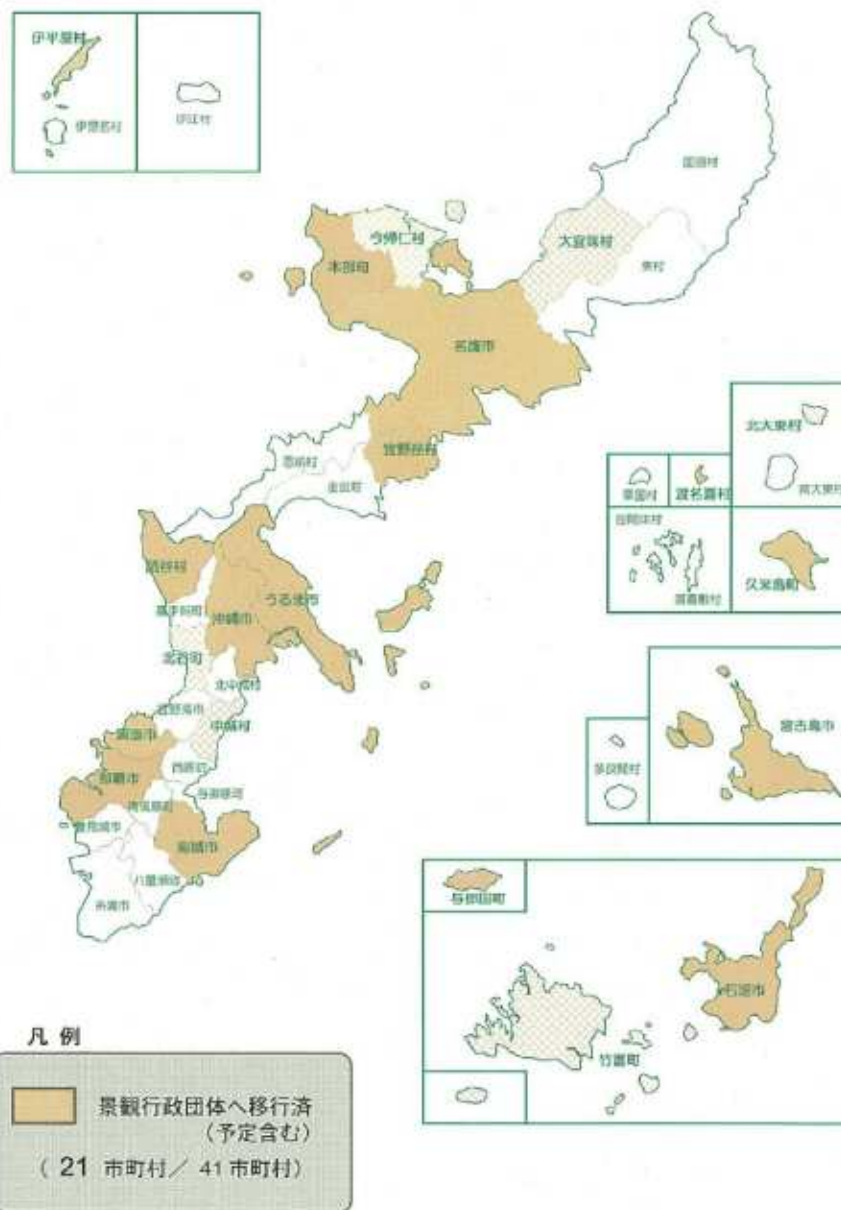 伊平屋村
伊是名村
伊江村
国頭村
今帰仁村
大宜味村
本部町
東村
名護市
宜野座村
恩納村
金武町
北大東村
南大東村
粟国村
渡名喜村
座間味村
渡嘉敷村
久米島町
読谷村
うるま市
嘉手納町
沖縄市
北谷町
北中城村
宜野湾市
中城村
浦添市
西原町
那覇市
与那原町
南風原町
豊見城市
南城市
八重瀬町
糸満市
宮古島市
多良間村
与那国町
石垣市
竹富町
凡 例
景観行政団体へ移行済
(予定含む)
( 21 市町村/ 41市町村)